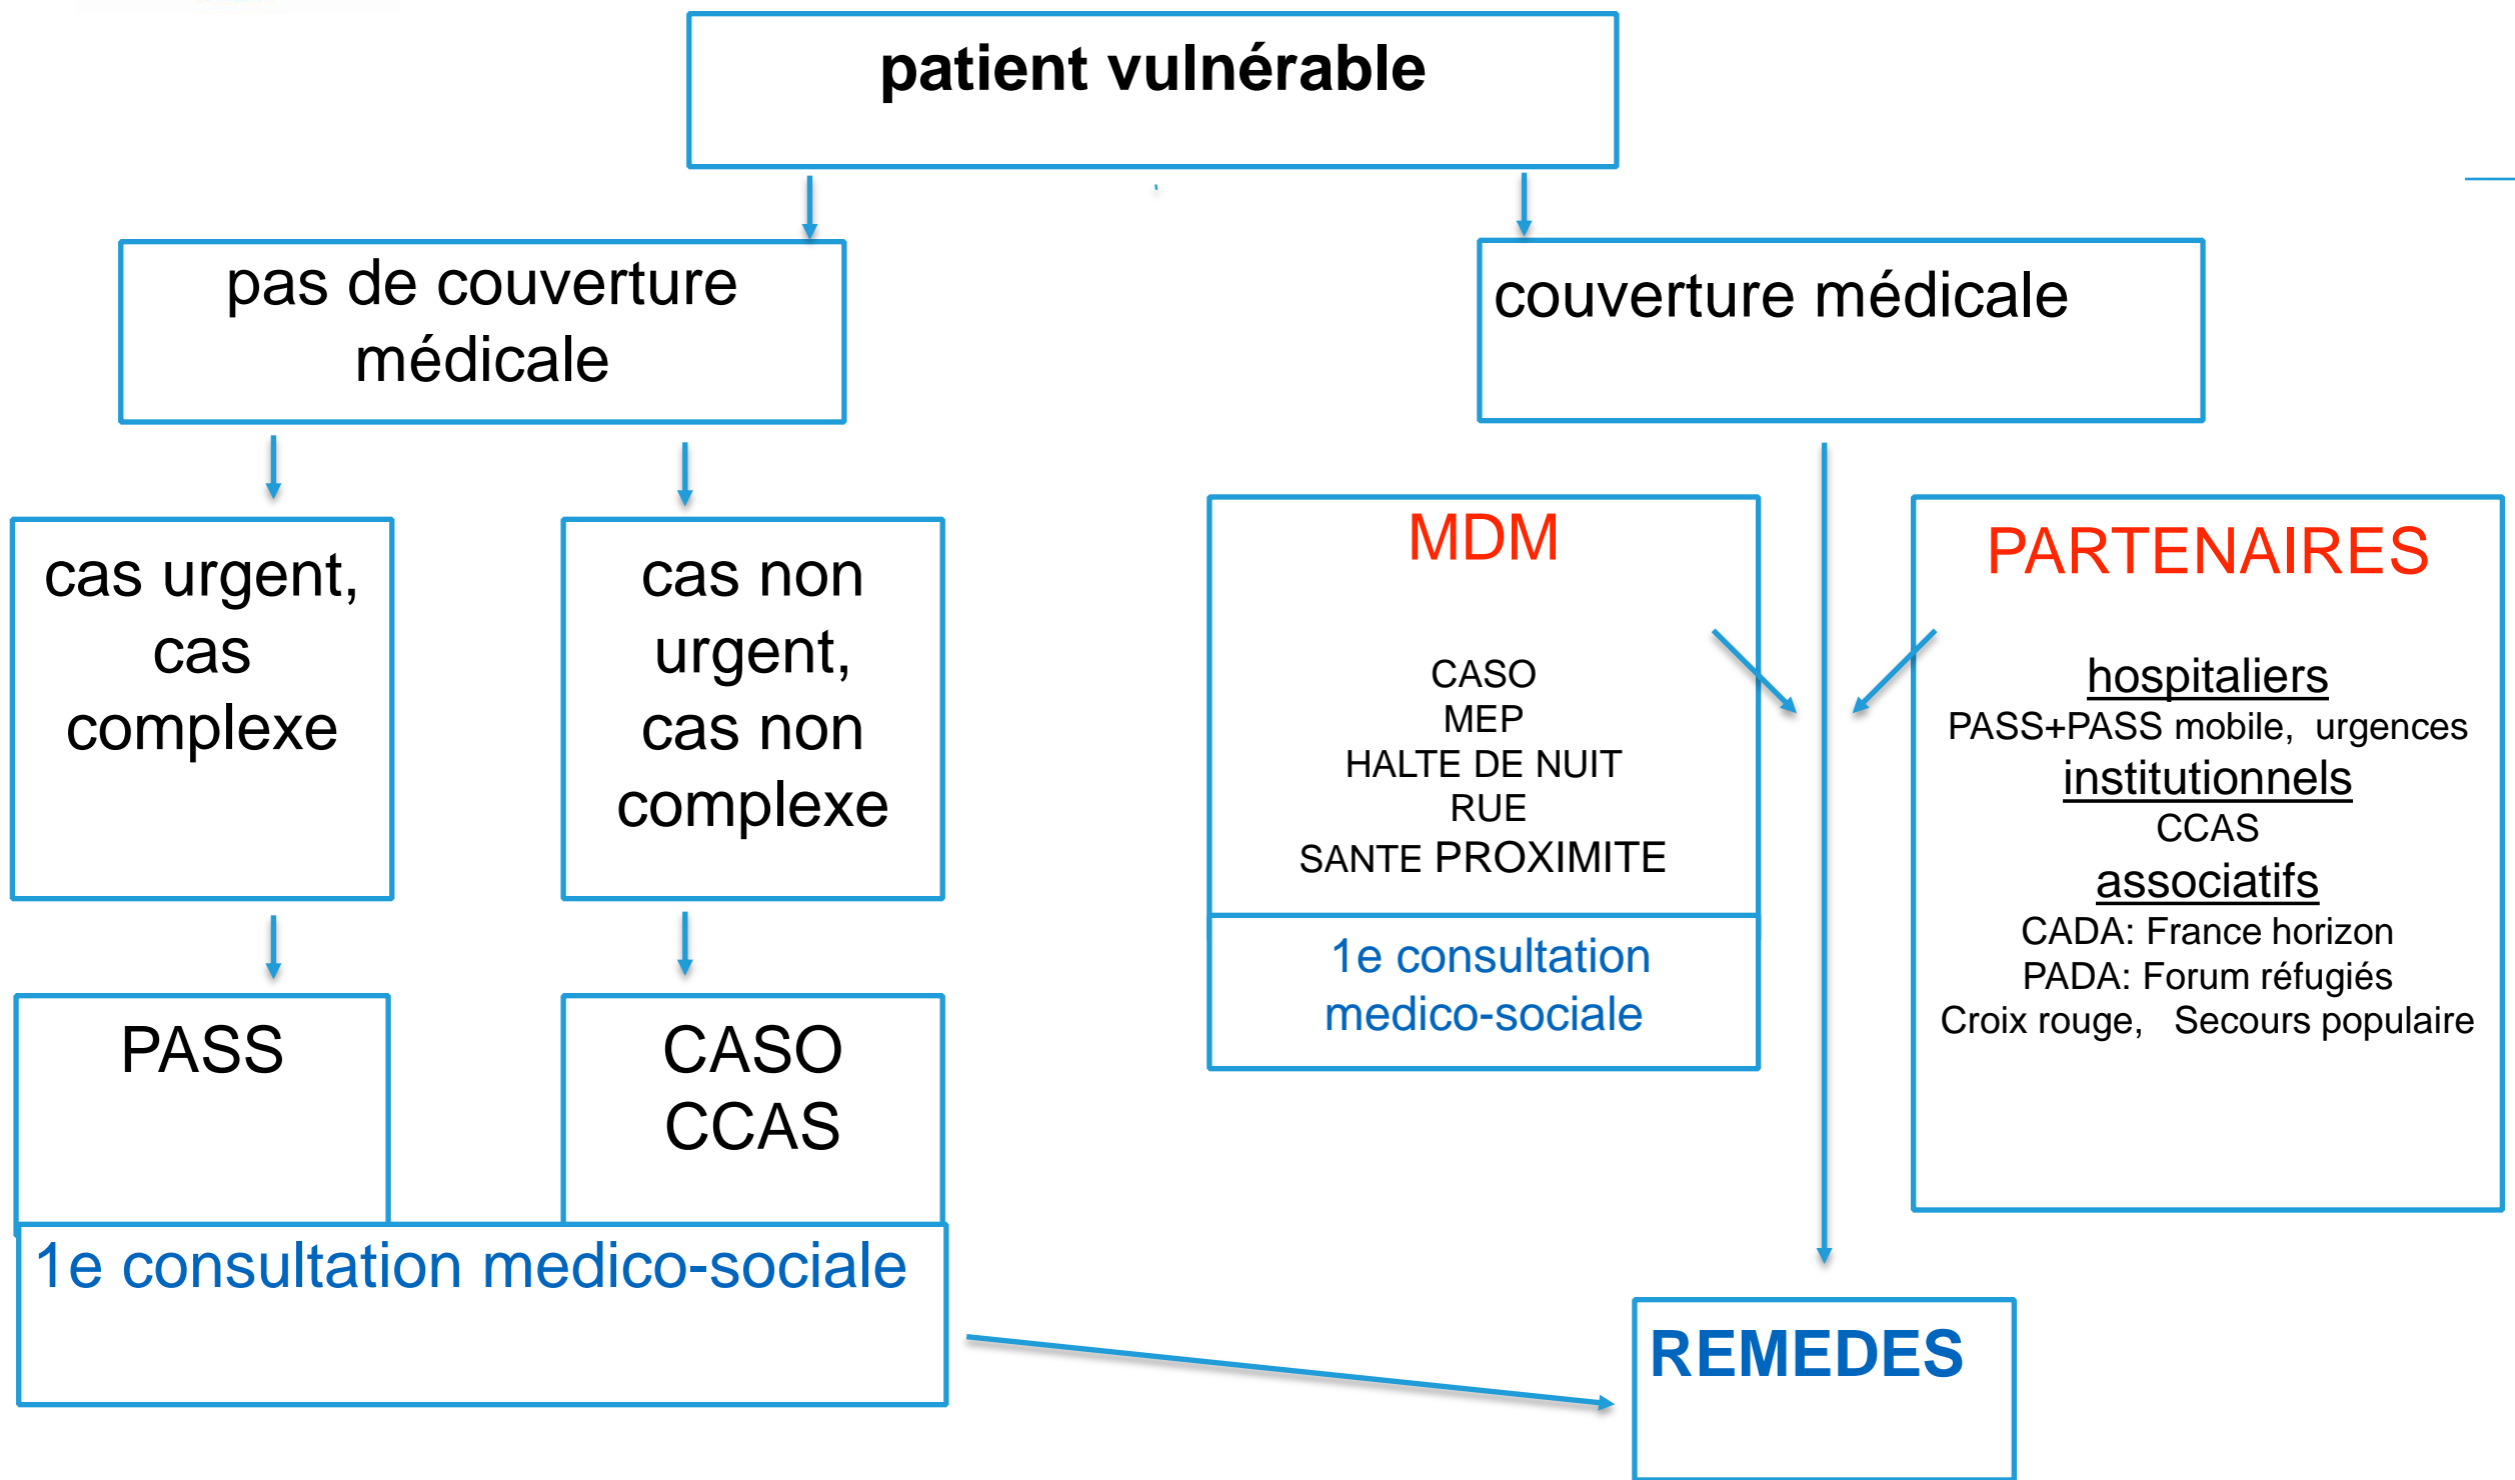 patient vulnérable
pas de couverture
médicale
couverture médicale
cas urgent,
cas
complexe
cas non
urgent,
cas non
complexe
PASS
CASO
CCAS
1e consultation medico-sociale
MDM
CASO
MEP
HALTE DE NUIT
RUE
SANTE PROXIMITE
1e consultation
medico-sociale
PARTENAIRES
hospitaliers
PASS+PASS mobile, urgences
institutionnels
CCAS
associatifs
CADA: France horizon
PADA: Forum réfugiés
Croix rouge, Secours populaire
REMEDES